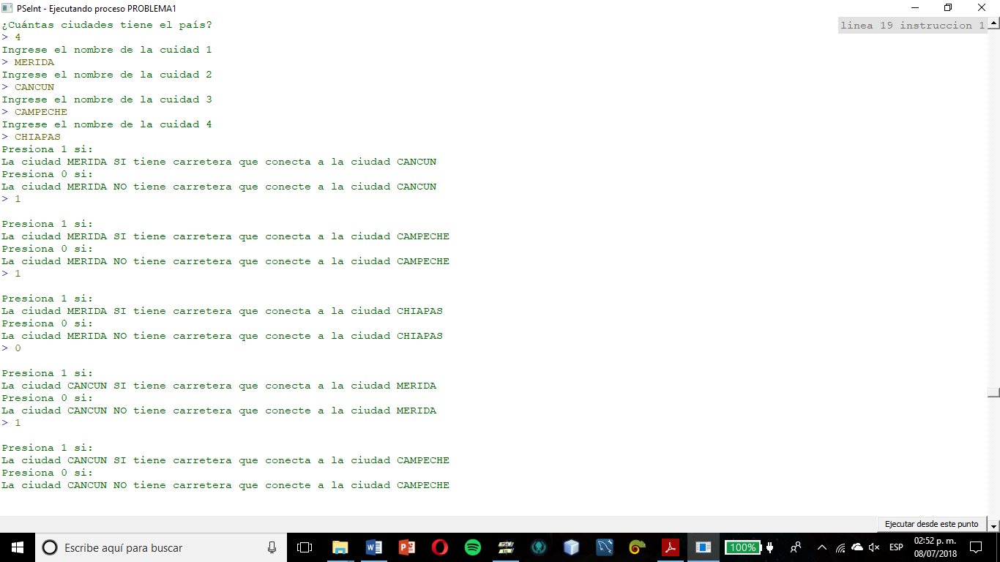 PSeInt - Ejecutando proceso PROBLEMA1
¿Cuántas ciudades tiene el país?
linea 19 instruccion 1
> 4
Ingrese el nombre de la cuidad 1
> MERIDA
Ingrese el nombre de la cuidad 2
> CANCUN
Ingrese el nombre de la cuidad 3
> CAMPECHE
Ingrese el nombre de la cuidad 4
> CHIAPAS
Presiona 1 si:
La ciudad MERIDA SI tiene carretera que conecta a la ciudad CANCUN
Presiona 0 si:
La ciudad MERIDA NO tiene carretera que conecte a la ciudad CANCUN
> 1
Presiona 1 si:
La ciudad MERIDA SI tiene carretera que conecta a la ciudad CAMPECHE
Presiona 0 si:
La ciudad MERIDA NO tiene carretera que conecte a la ciudad CAMPECHE
> 1
Presiona 1 si:
La ciudad MERIDA SI tiene carretera que conecta a la ciudad CHIAPAS
Presiona 0 si:
La ciudad MERIDA NO tiene carretera que conecte a la ciudad CHIAPAS
> 0
Presiona 1 si:
La ciudad CANCUN SI tiene carretera que conecta a la ciudad MERIDA
Presiona 0 si:
La ciudad CANCUN NO tiene carretera que conecte a la ciudad MERIDA
> 1
Presiona 1 si:
La ciudad CANCUN SI tiene carretera que conecta a la ciudad CAMPECHE
Presiona 0 si:
La ciudad CANCUN NO tiene carretera que conecte a la ciudad CAMPECHE
Ejecutar desde este punto
Escribe aquí para buscar
100%
ESP
02:52 p. m.
08/07/2018